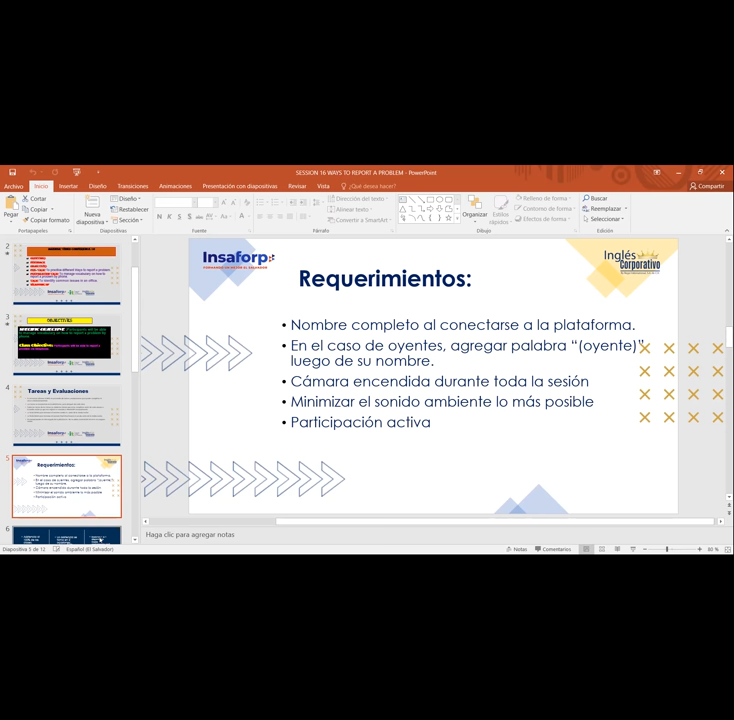 SESSION 16 WAYS TO REPORT A PROBLEM - PowerPoint
Archivo Inicio Insertar Diseño Transiciones Animaciones Presentación con diapositivas Revisar Vista ¿Qué desea hacer? Compartir
Pegar
Cortar
Copiar
Copiar formato
Portapapeles
Nueva diapositiva
Diseño
Restablecer
Sección
Diapositivas
N K S S abc
Fuente
Dirección del texto
Alinear texto
Convertir a SmartArt
Párrafo
Organizar
Estilos rápidos
Relleno de forma
Contorno de forma
Efectos de forma
Dibujo
Buscar
Reemplazar
Seleccionar
Edición
2
3
OBJECTIVES
4
Tareas y Evaluaciones
5
Requerimientos:
6
Insaforp
Inglés
Corporativo
Requerimientos:
• Nombre completo al conectarse a la plataforma.
• En el caso de oyentes, agregar palabra “(oyente)”
luego de su nombre.
• Cámara encendida durante toda la sesión
• Minimizar el sonido ambiente lo más posible
• Participación activa
Haga clic para agregar notas
Diapositiva 5 de 12 Español (El Salvador) Notas Comentarios 80 %